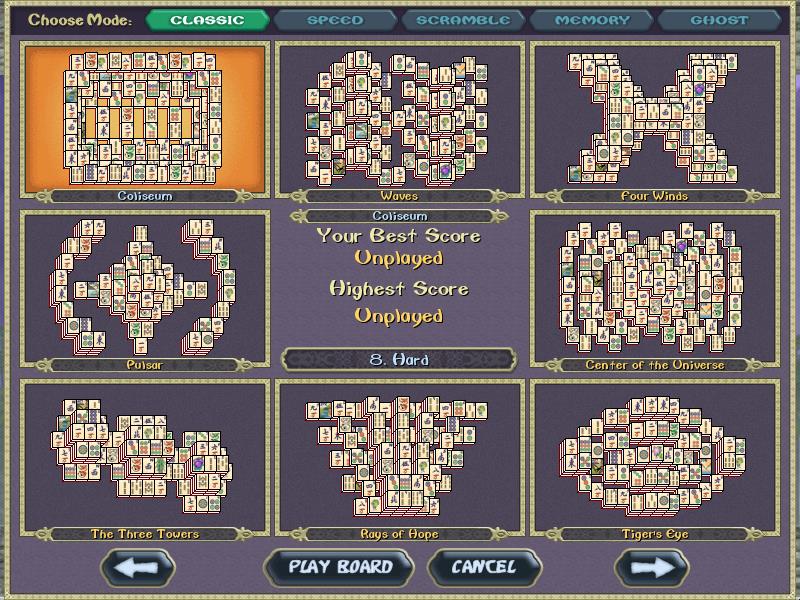 Choose Mode: CLASSIC SPEED SCRAMBLE MEMORY GHOST
Coliseum
Waves
Four Winds
Pulsar
Coliseum
Your Best Score
Unplayed
Highest Score
Unplayed
8. Hard
Center of the Universe
The Three Towers
Rays of Hope
Tiger's Eye
PLAY BOARD
CANCEL